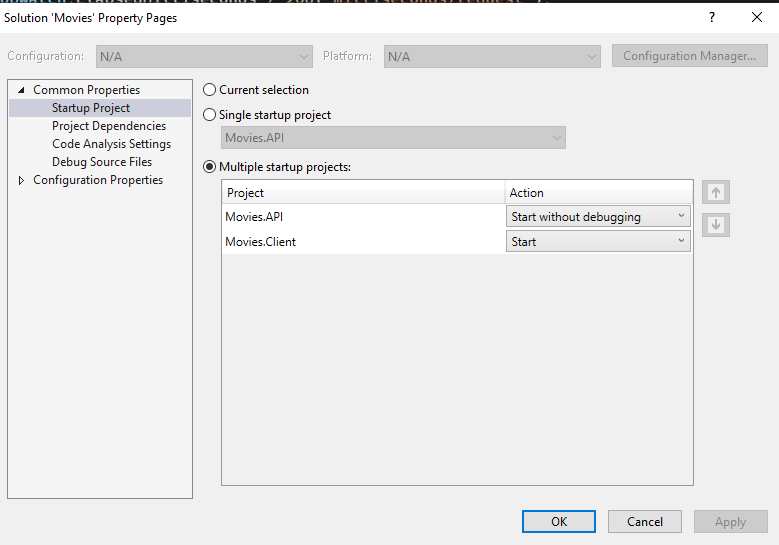 Solution 'Movies' Property Pages
?
Configuration: N/A Platform: N/A Configuration Manager...
Common Properties
Startup Project
Project Dependencies
Code Analysis Settings
Debug Source Files
Configuration Properties
Current selection
Single startup project
Movies.API
Multiple startup projects:
Project Action
Movies.API Start without debugging
Movies.Client Start
OK Cancel Apply